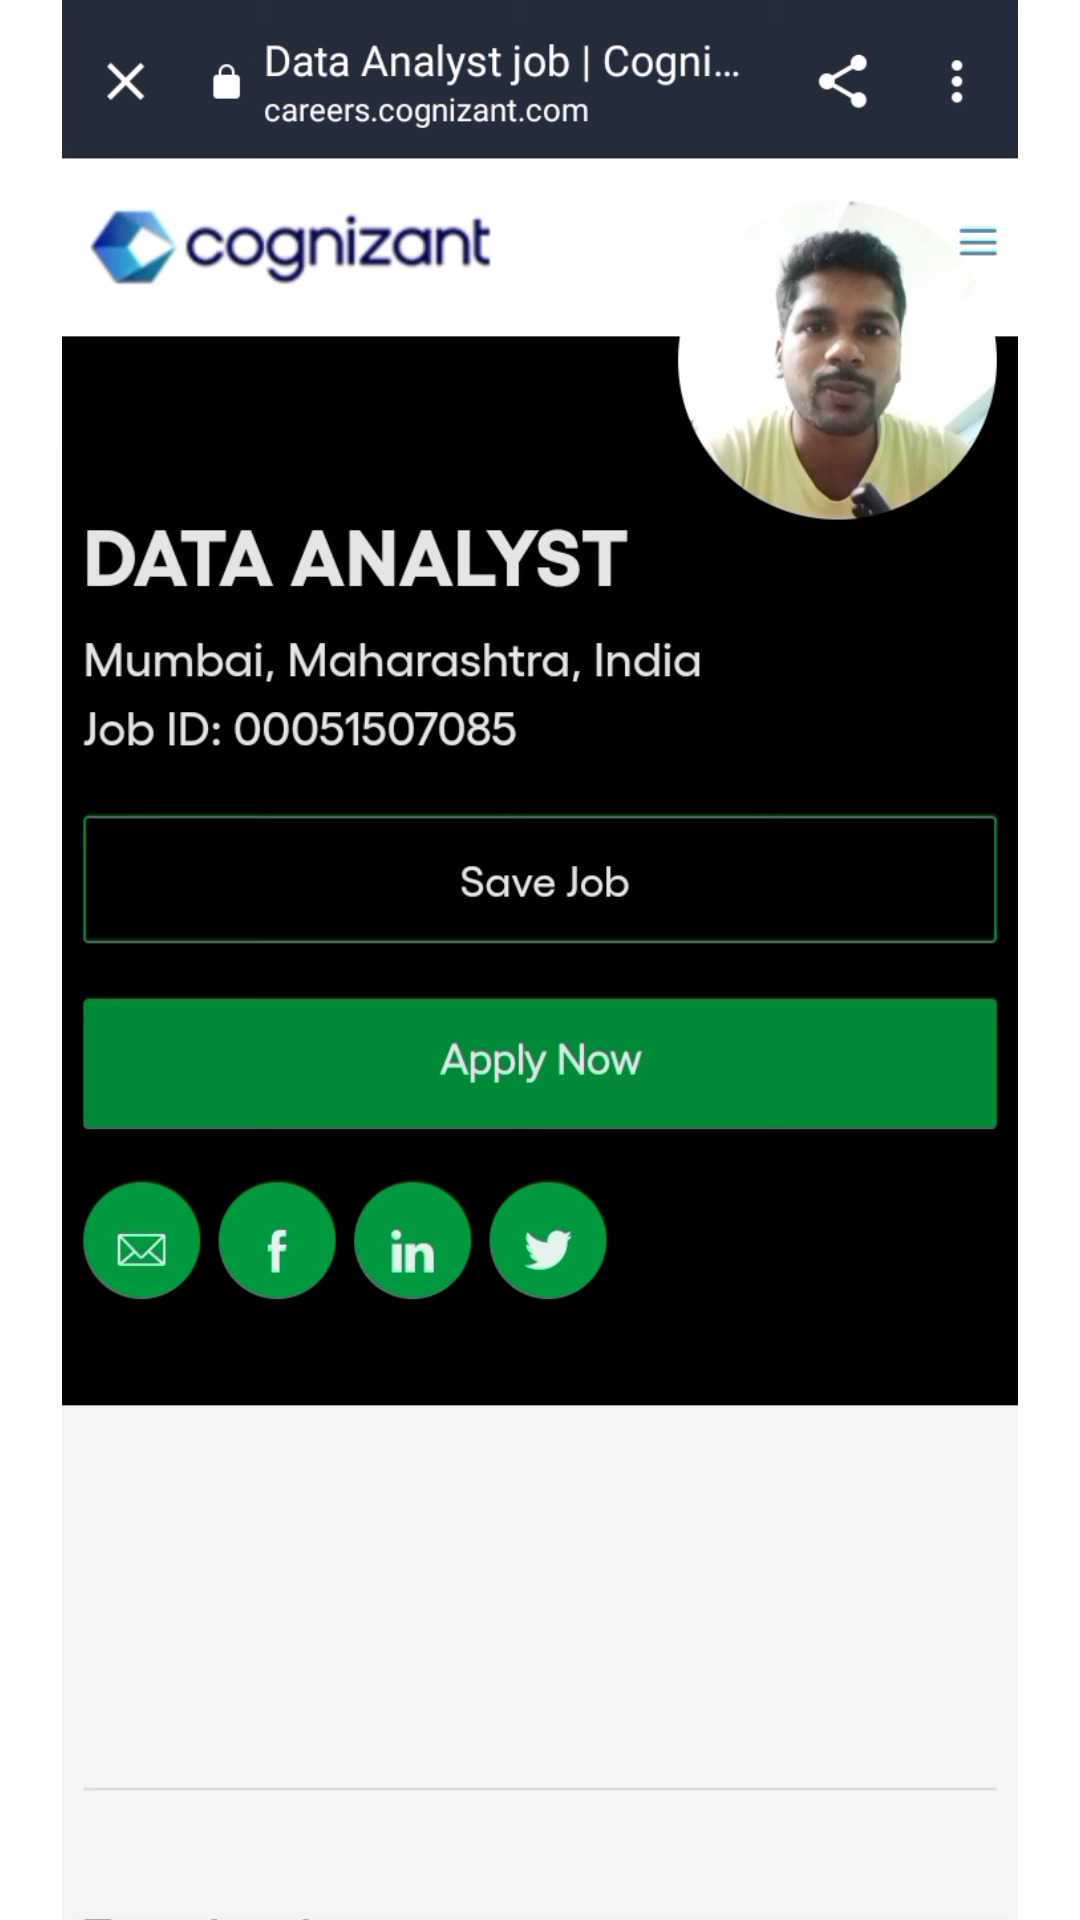 Data Analyst job | Cogni...
careers.cognizant.com
cognizant
DATA ANALYST
Mumbai, Maharashtra, India
Job ID: 00051507085
Save Job
Apply Now
f
in